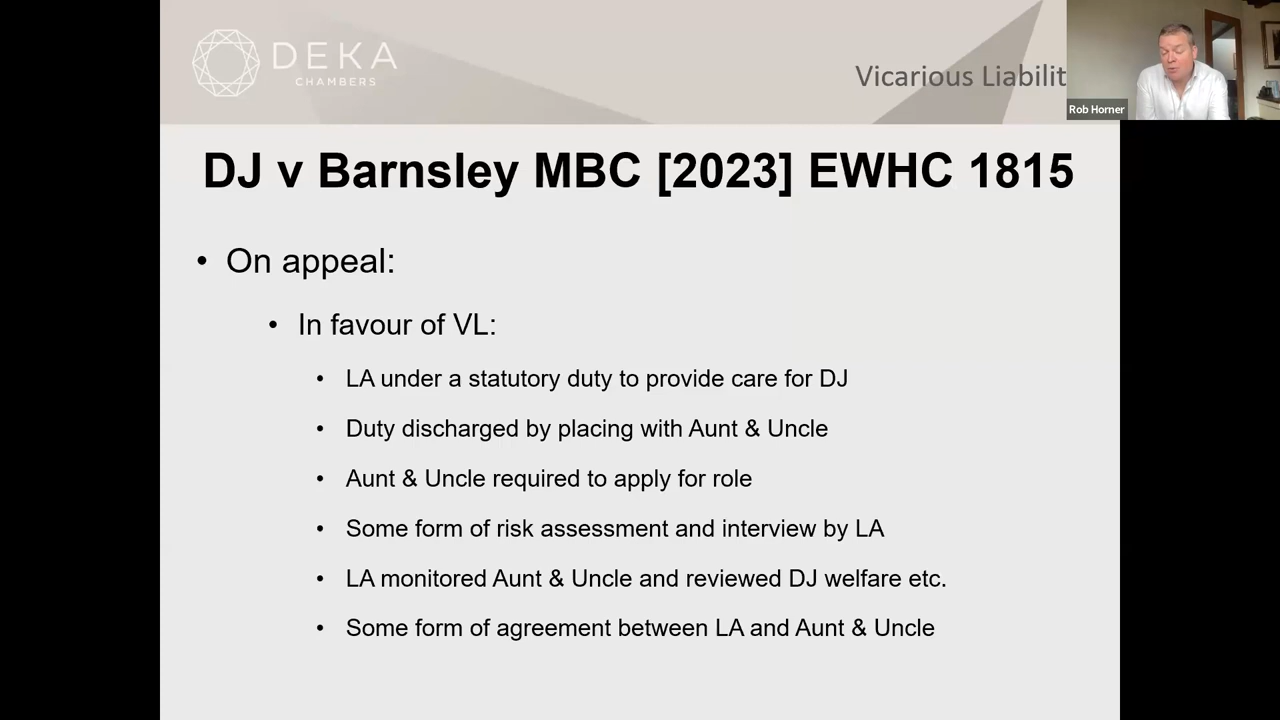 DEKA
CHAMBERS
Vicarious Liabilit
Rob Horner
DJ v Barnsley MBC [2023] EWHC 1815
• On appeal:
• In favour of VL:
• LA under a statutory duty to provide care for DJ
• Duty discharged by placing with Aunt & Uncle
• Aunt & Uncle required to apply for role
• Some form of risk assessment and interview by LA
• LA monitored Aunt & Uncle and reviewed DJ welfare etc.
• Some form of agreement between LA and Aunt & Uncle